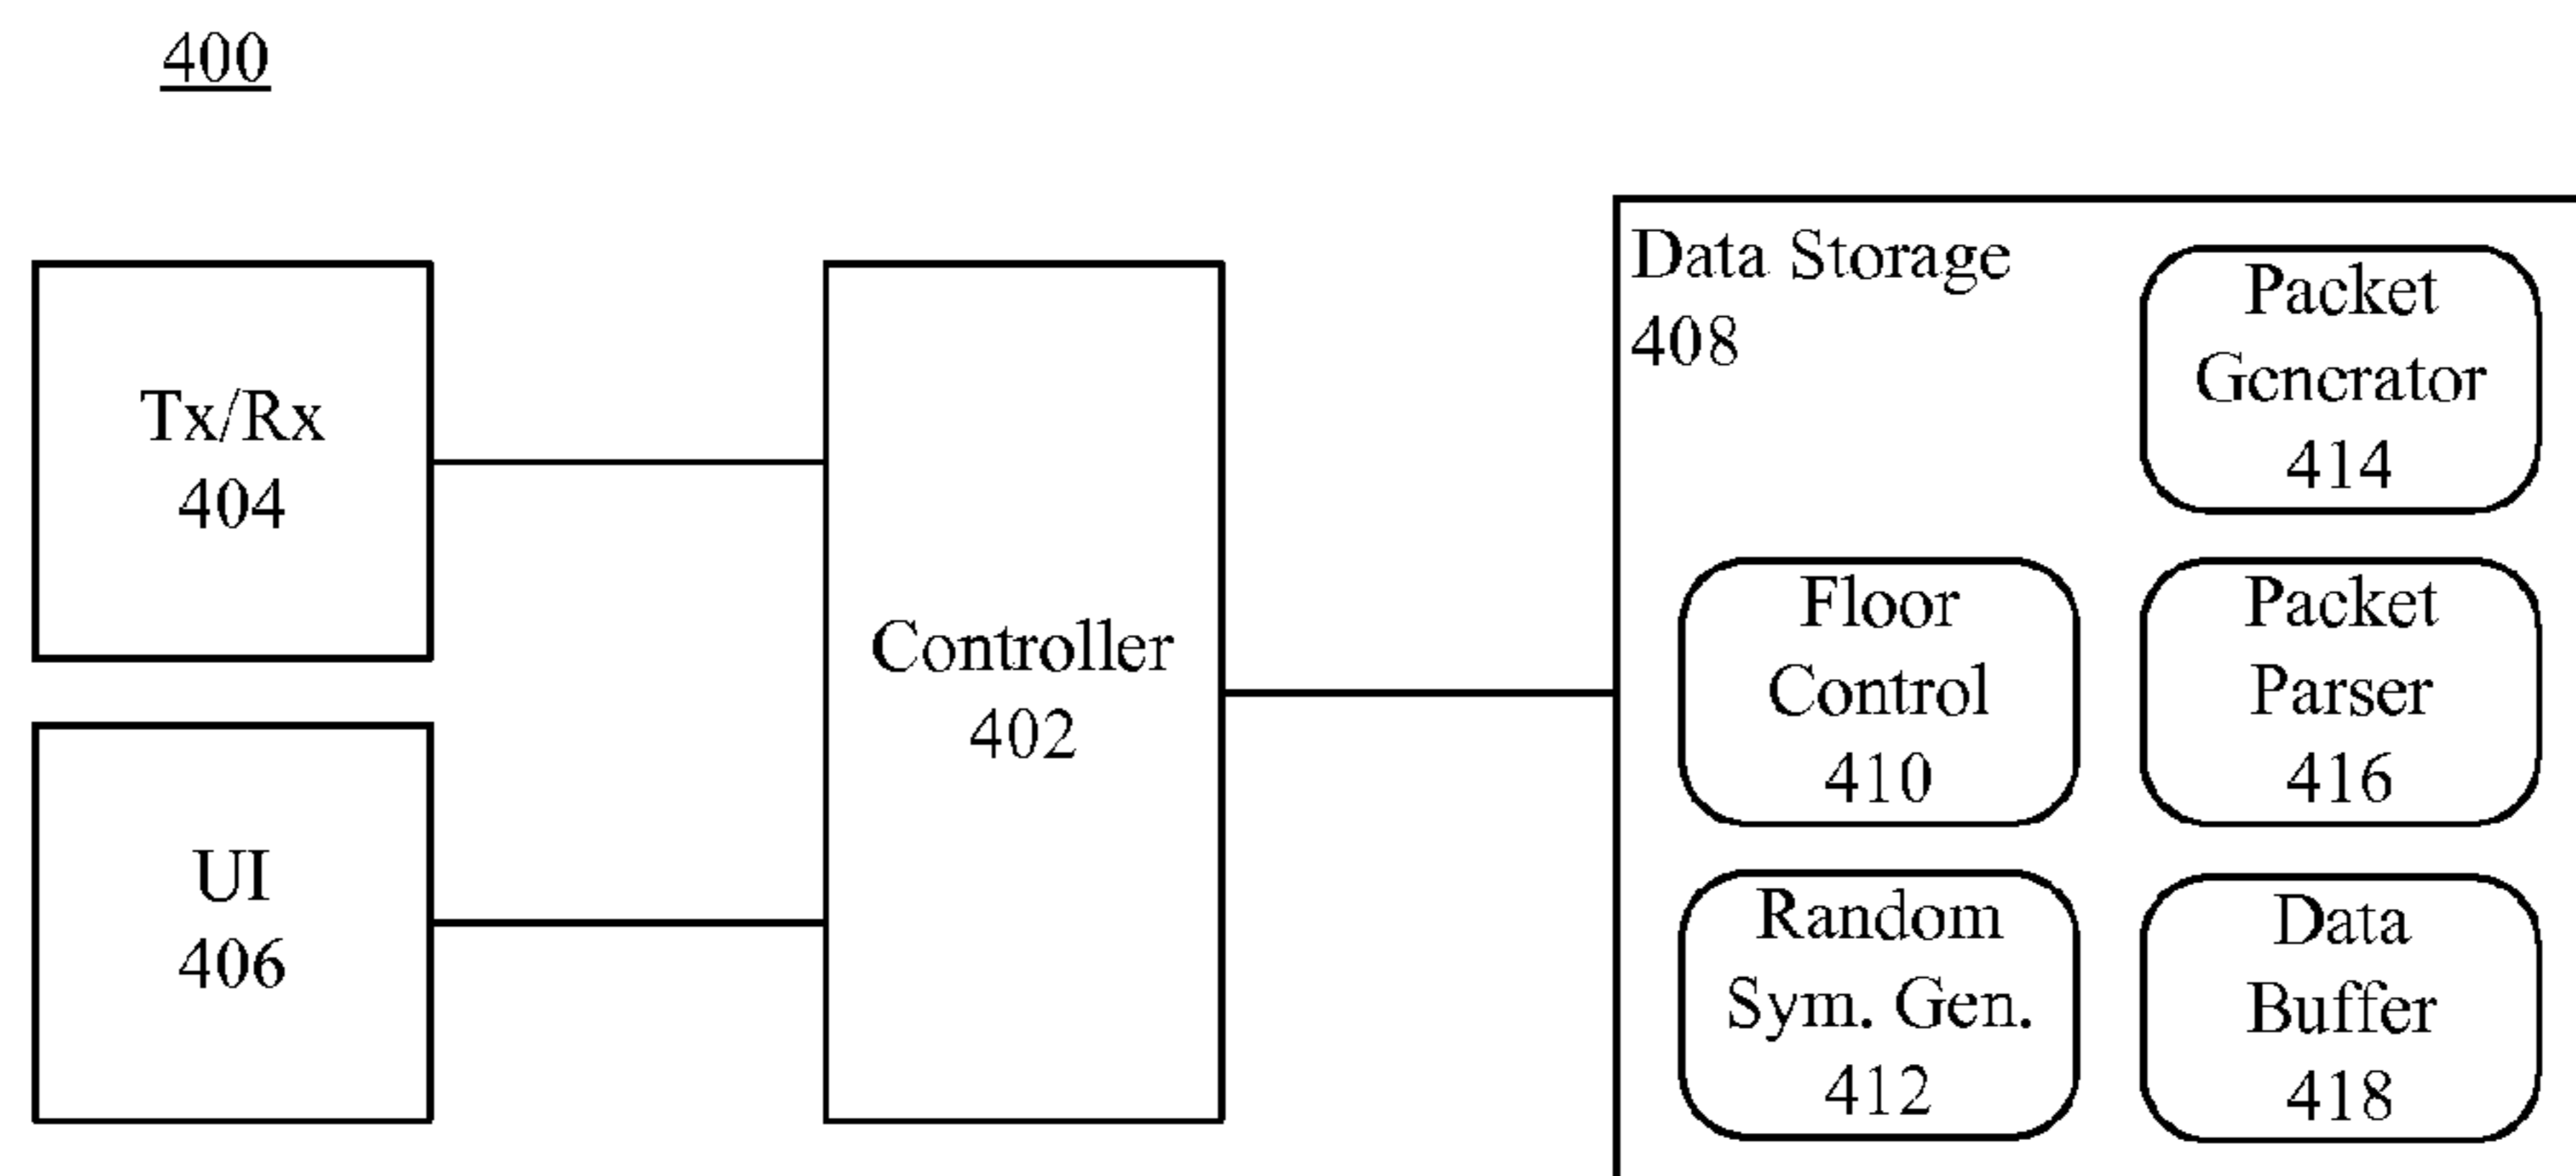 400
Tx/Rx
404
UI
406
Controller
402
Data Storage
408
Packet
Generator
414
Floor
Control
410
Packet
Parser
416
Random
Sym. Gen.
412
Data
Buffer
418